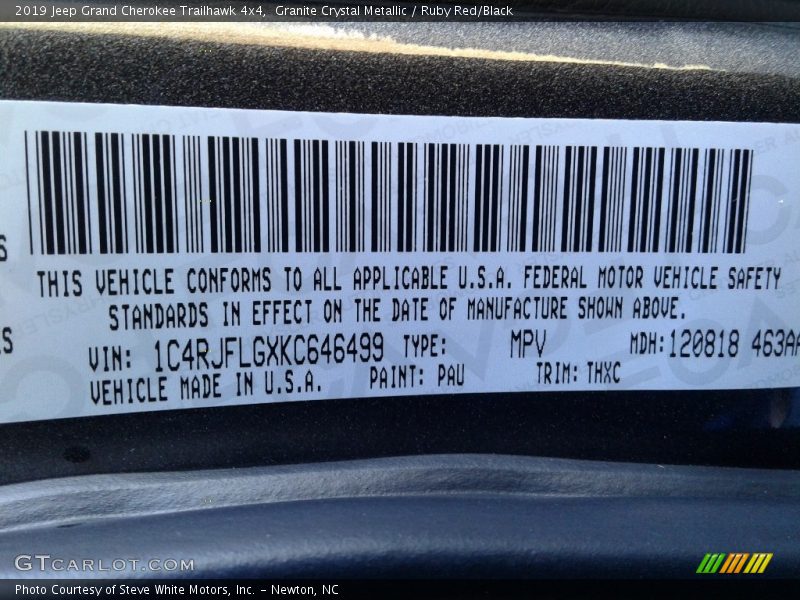 2019 Jeep Grand Cherokee Trailhawk 4x4, Granite Crystal Metallic / Ruby Red/Black
THIS VEHICLE CONFORMS TO ALL APPLICABLE U.S.A. FEDERAL MOTOR VEHICLE SAFETY
STANDARDS IN EFFECT ON THE DATE OF MANUFACTURE SHOWN ABOVE.
VIN: 1C4RJFLGXKC646499 TYPE: MPV MDH:120818 463AA
VEHICLE MADE IN U.S.A. PAINT: PAU TRIM: THXC
GTCARLOT.COM
Photo Courtesy of Steve White Motors, Inc. – Newton, NC